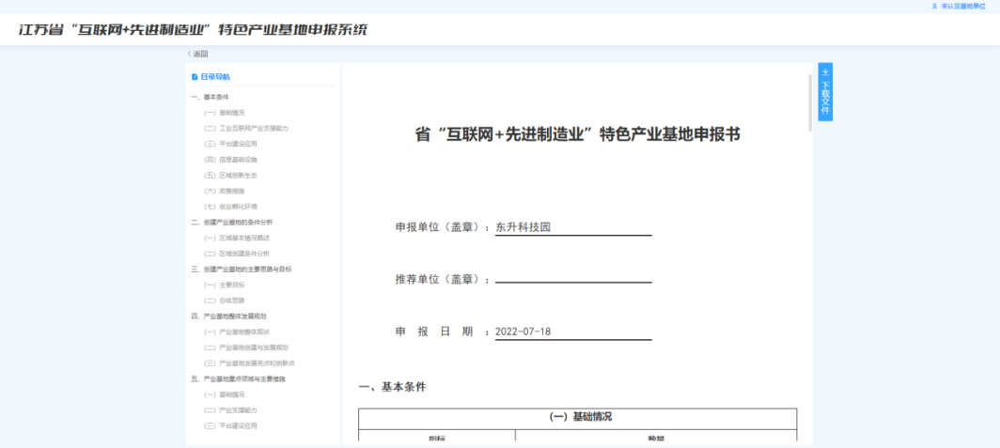 未认定基地单位
江苏省“互联网+先进制造业”特色产业基地申报系统
返回
目录导航
一、基本条件
(一) 基础情况
(二) 工业互联网产业支撑能力
(三) 平台建设应用
(四) 信息基础设施
(五) 区域创新生态
(六) 政策措施
(七) 创业孵化环境
二、创建产业基地的条件分析
(一) 区域基本情况概述
(二) 区域创建条件分析
三、创建产业基地的主要思路与目标
(一) 主要目标
(二) 总体思路
四、产业基地整体发展规划
(一) 产业基地整体现状
(二) 产业基地创建与发展规划
(三) 产业基地发展亮点和创新点
五、产业基地重点领域与主要措施
(一) 基础情况
(二) 产业支撑能力
(三) 平台建设应用
省“互联网+先进制造业”特色产业基地申报书
申报单位（盖章）：东升科技园
推荐单位（盖章）：
申 报 日 期 ：2022-07-18
一、基本条件
(一) 基础情况
指标 数量
下载文件